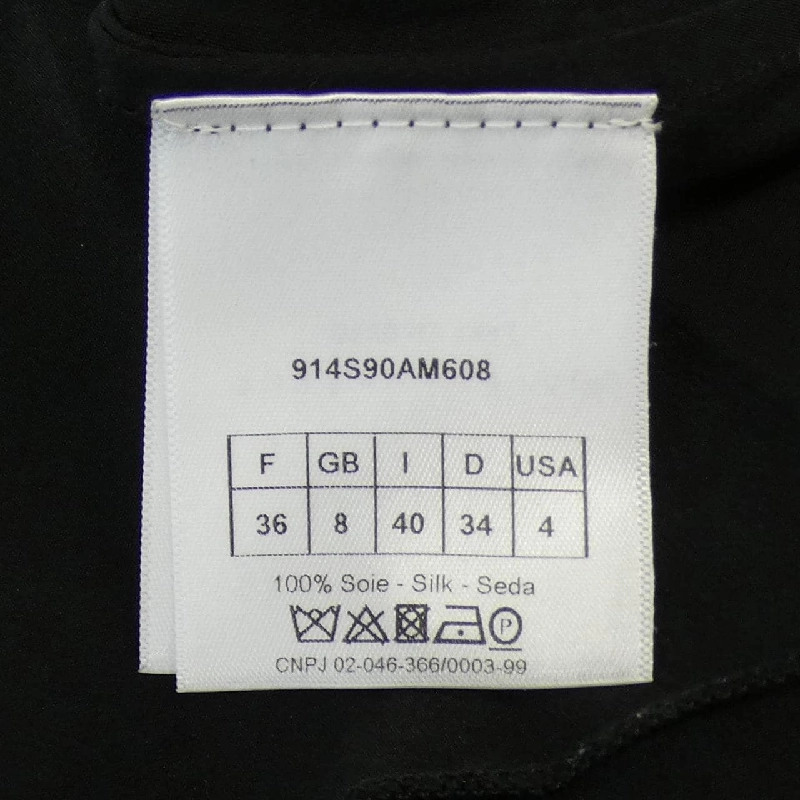 914S90AM608
F GB I D USA
36 8 40 34 4
100% Soie - Silk - Seda
P
CNPJ 02-046-366/0003-99